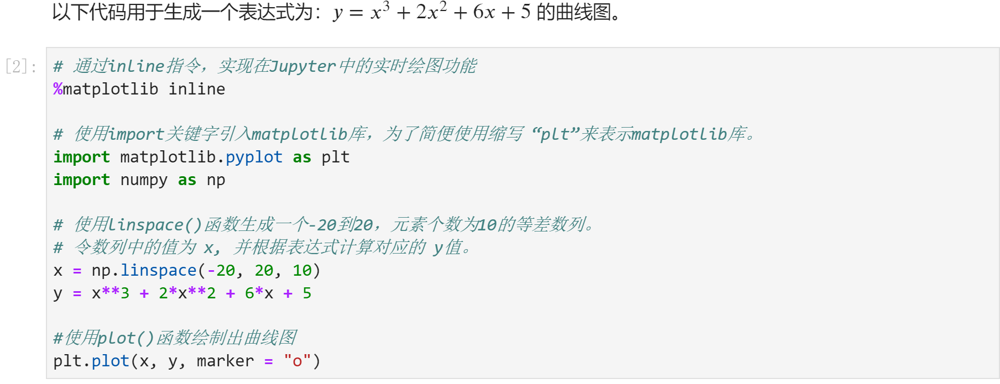 以下代码用于生成一个表达式为：y = x³ + 2x² + 6x + 5 的曲线图。
[2]:
# 通过inline指令，实现在Jupyter中的实时绘图功能
%matplotlib inline
# 使用import关键字引入matplotlib库，为了简便使用缩写“plt”来表示matplotlib库。
import matplotlib.pyplot as plt
import numpy as np
# 使用linspace()函数生成一个-20到20，元素个数为10的等差数列。
# 令数列中的值为 x, 并根据表达式计算对应的 y值。
x = np.linspace(-20, 20, 10)
y = x**3 + 2*x**2 + 6*x + 5
#使用plot()函数绘制出曲线图
plt.plot(x, y, marker = "o")